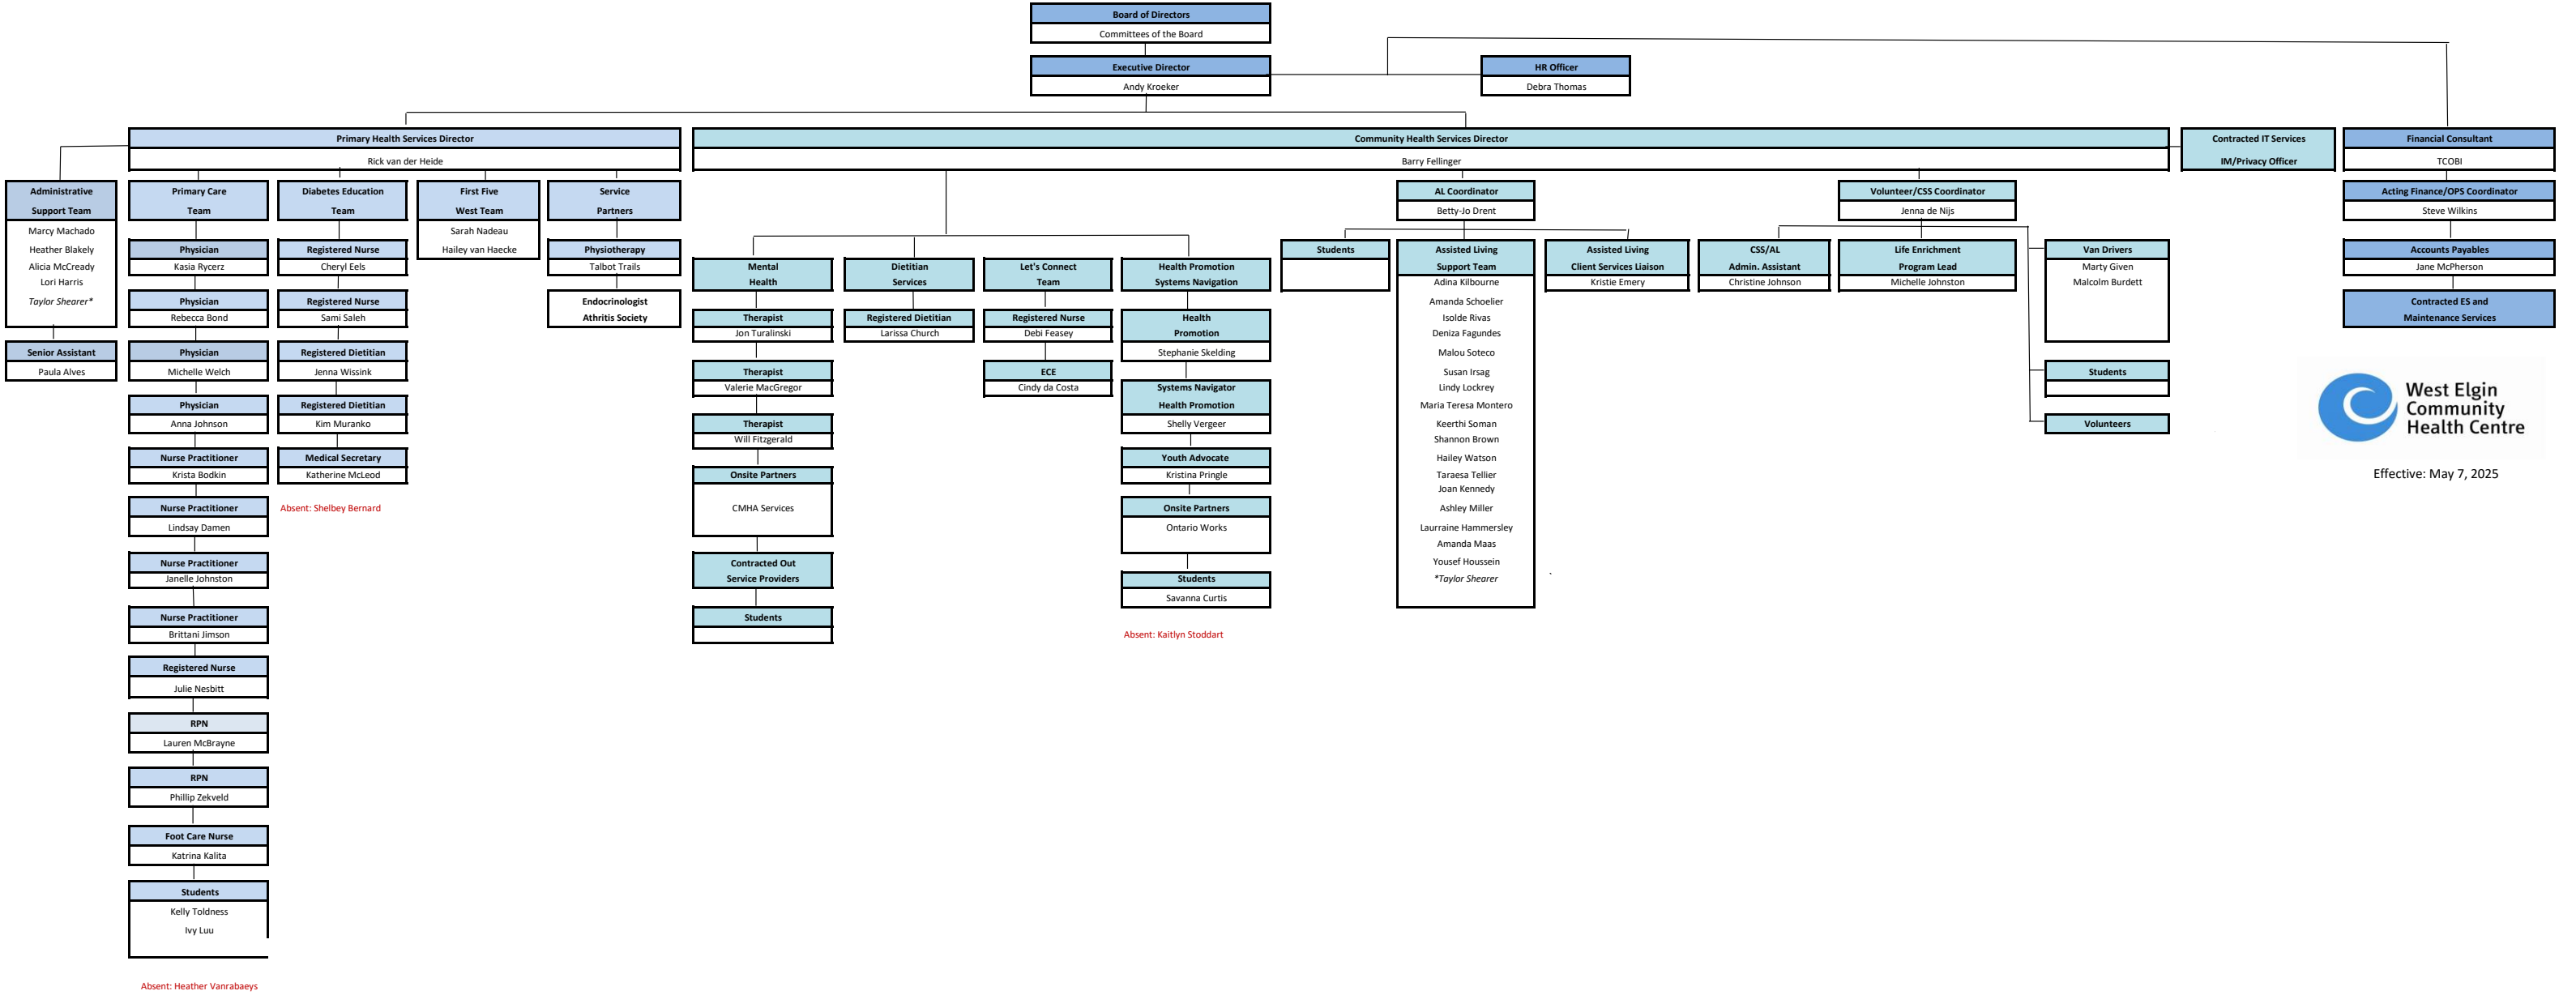 Board of Directors
Committees of the Board
Executive Director
Andy Kroeker
HR Officer
Debra Thomas
Primary Health Services Director
Rick van der Heide
Community Health Services Director
Barry Fellinger
Contracted IT Services
IM/Privacy Officer
Financial Consultant
TCOBI
Administrative
Support Team
Marcy Machado
Heather Blakely
Alicia McCready
Lori Harris
Taylor Shearer*
Senior Assistant
Paula Alves
Primary Care
Team
Physician
Kasia Rycerz
Physician
Rebecca Bond
Physician
Michelle Welch
Physician
Anna Johnson
Nurse Practitioner
Krista Bodkin
Nurse Practitioner
Lindsay Damen
Nurse Practitioner
Janelle Johnston
Nurse Practitioner
Brittani Jimson
Registered Nurse
Julie Nesbitt
RPN
Lauren McBrayne
RPN
Phillip Zekveld
Foot Care Nurse
Katrina Kalita
Students
Kelly Toldness
Ivy Luu
Absent: Heather Vanrabaeys
Diabetes Education
Team
Registered Nurse
Cheryl Eels
Registered Nurse
Sami Saleh
Registered Dietitian
Jenna Wissink
Registered Dietitian
Kim Muranko
Medical Secretary
Katherine McLeod
Absent: Shelbey Bernard
First Five
West Team
Sarah Nadeau
Hailey van Haecke
Service
Partners
Physiotherapy
Talbot Trails
Endocrinologist
Athritis Society
Mental
Health
Therapist
Jon Turalinski
Therapist
Valerie MacGregor
Therapist
Will Fitzgerald
Onsite Partners
CMHA Services
Contracted Out
Service Providers
Students
Dietitian
Services
Registered Dietitian
Larissa Church
Let's Connect
Team
Registered Nurse
Debi Feasey
ECE
Cindy da Costa
Health Promotion
Systems Navigation
Health
Promotion
Stephanie Skelding
Systems Navigator
Health Promotion
Shelly Vergeer
Youth Advocate
Kristina Pringle
Onsite Partners
Ontario Works
Students
Savanna Curtis
Absent: Kaitlyn Stoddart
AL Coordinator
Betty-Jo Drent
Students
Assisted Living
Support Team
Adina Kilbourne
Amanda Schoelier
Isolde Rivas
Deniza Fagundes
Malou Soteco
Susan Irsag
Lindy Lockrey
Maria Teresa Montero
Keerthi Soman
Shannon Brown
Hailey Watson
Taraesa Tellier
Joan Kennedy
Ashley Miller
Laurraine Hammersley
Amanda Maas
Yousef Houssein
*Taylor Shearer
Assisted Living
Client Services Liaison
Kristie Emery
Volunteer/CSS Coordinator
Jenna de Nijs
CSS/AL
Admin. Assistant
Christine Johnson
Life Enrichment
Program Lead
Michelle Johnston
Van Drivers
Marty Given
Malcolm Burdett
Students
Volunteers
Acting Finance/OPS Coordinator
Steve Wilkins
Accounts Payables
Jane McPherson
Contracted ES and
Maintenance Services
West Elgin
Community
Health Centre
Effective: May 7, 2025